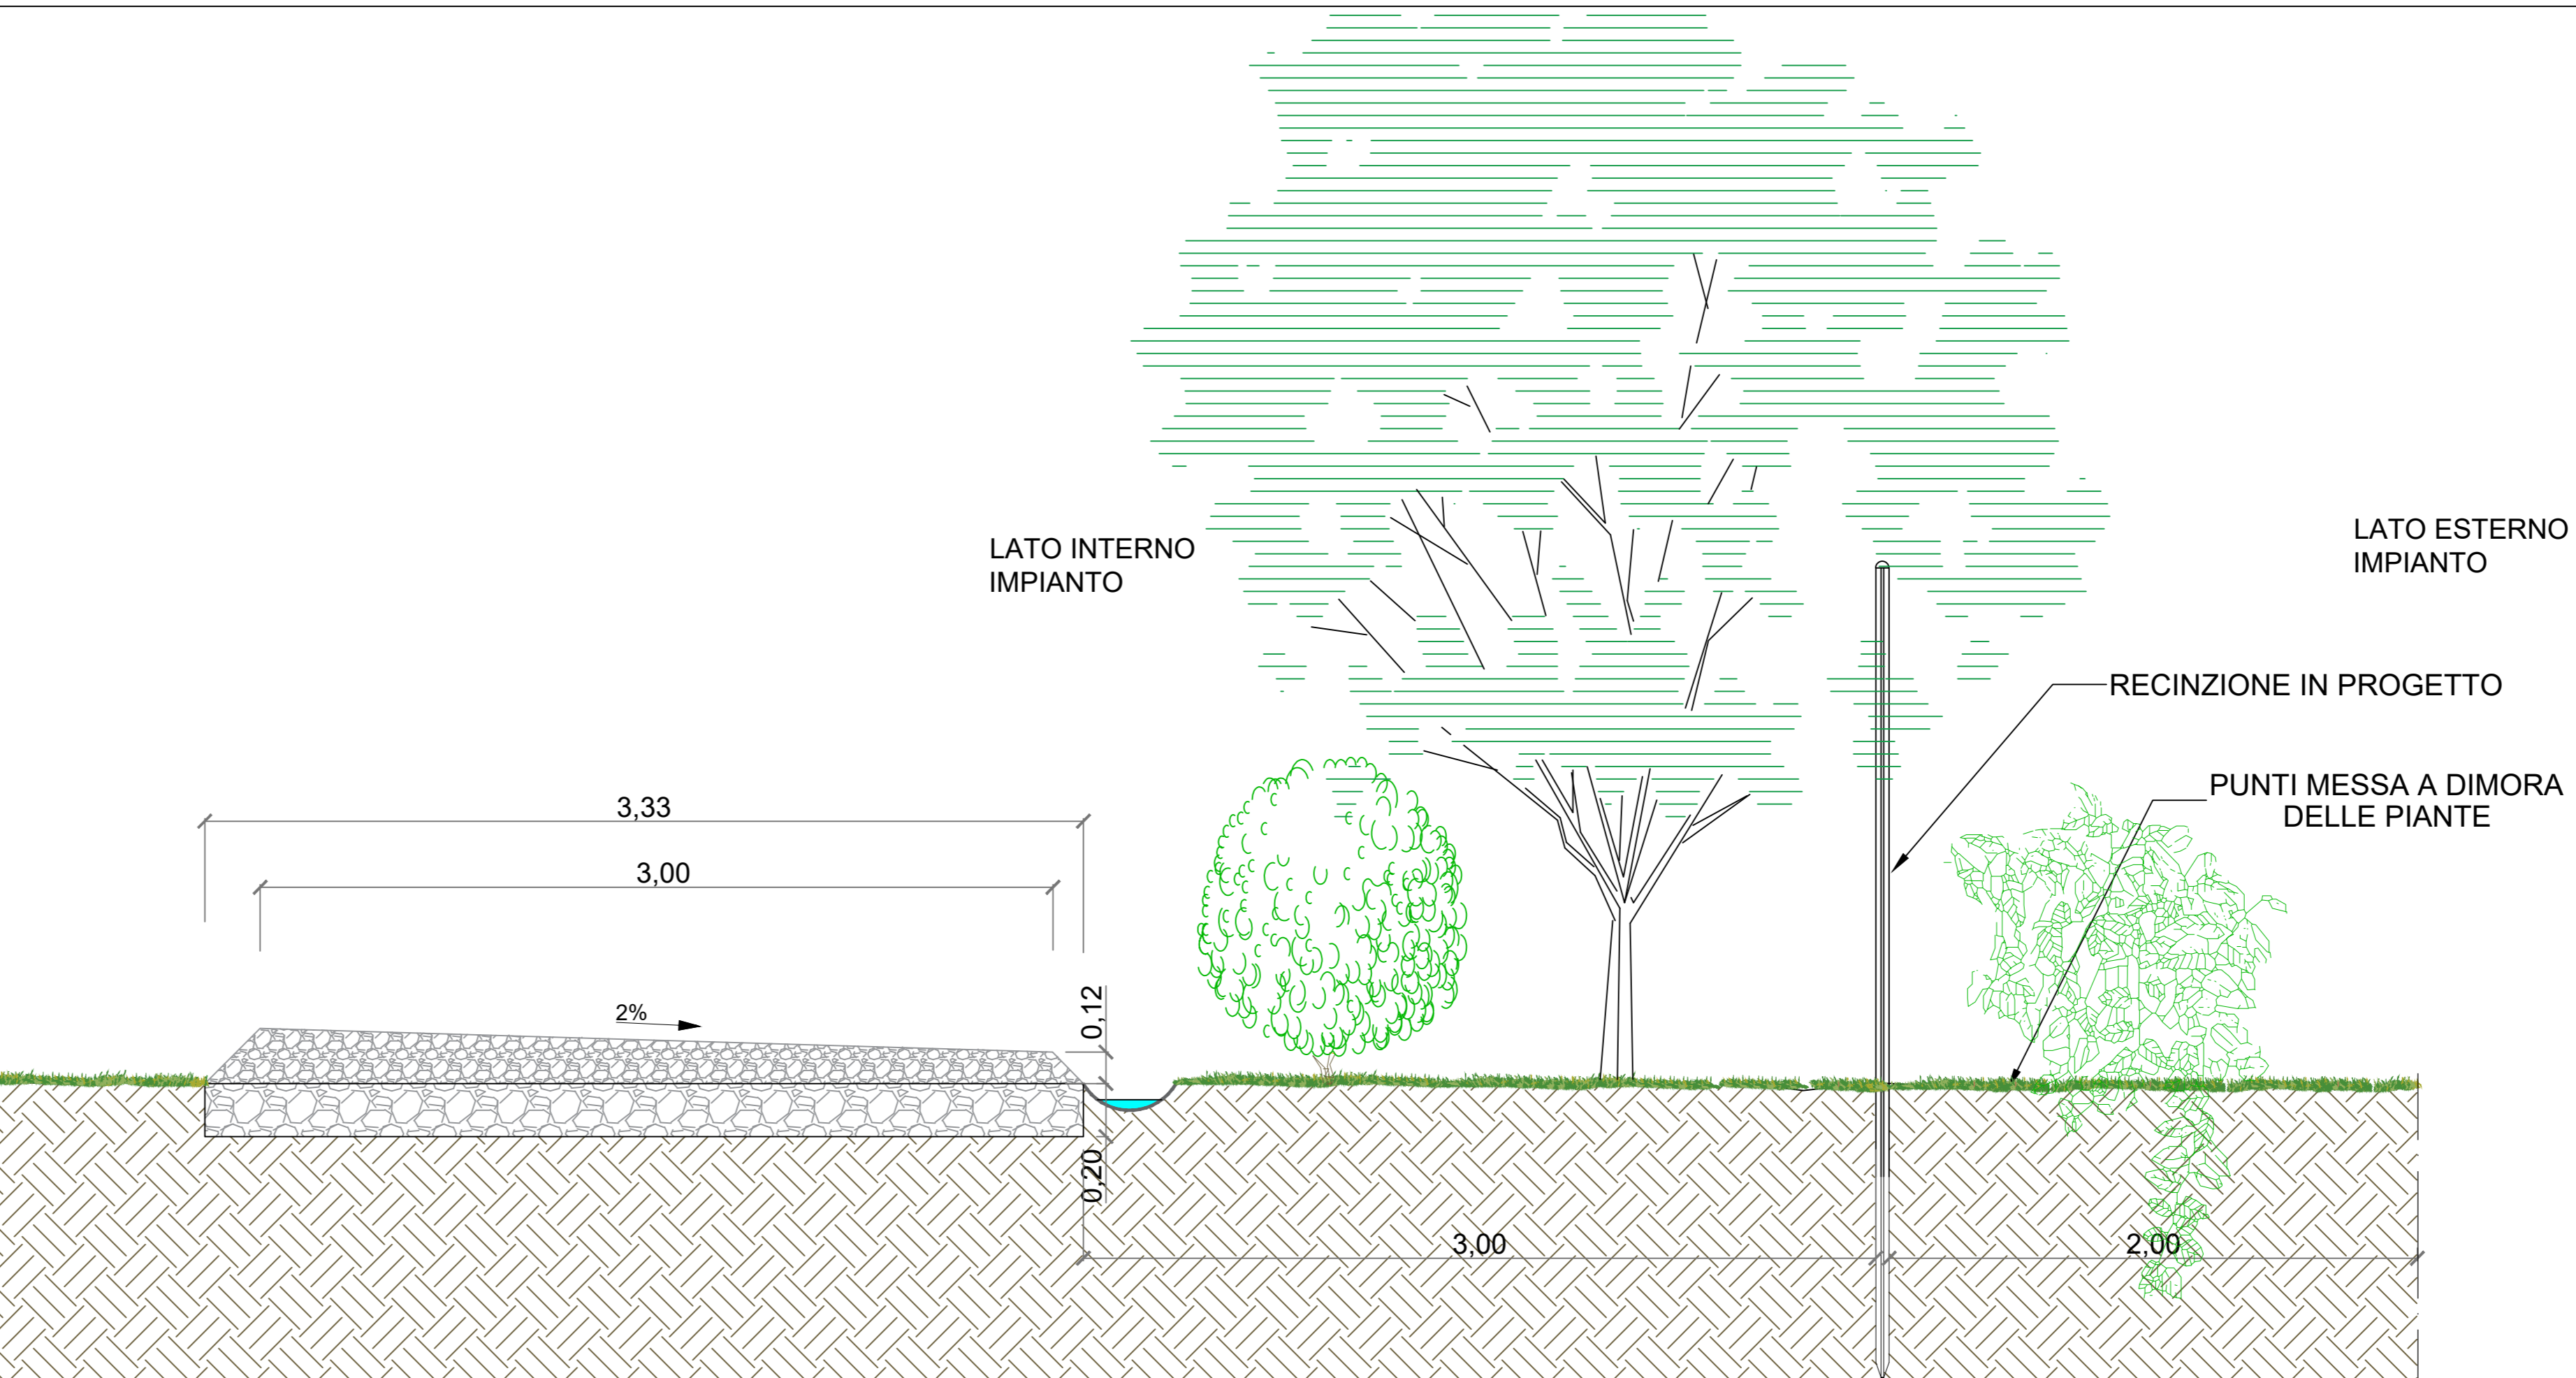 LATO INTERNO
IMPIANTO
LATO ESTERNO
IMPIANTO
RECINZIONE IN PROGETTO
PUNTI MESSA A DIMORA
DELLE PIANTE
3,33
3,00
2%
0,12
0,20
3,00
2,00